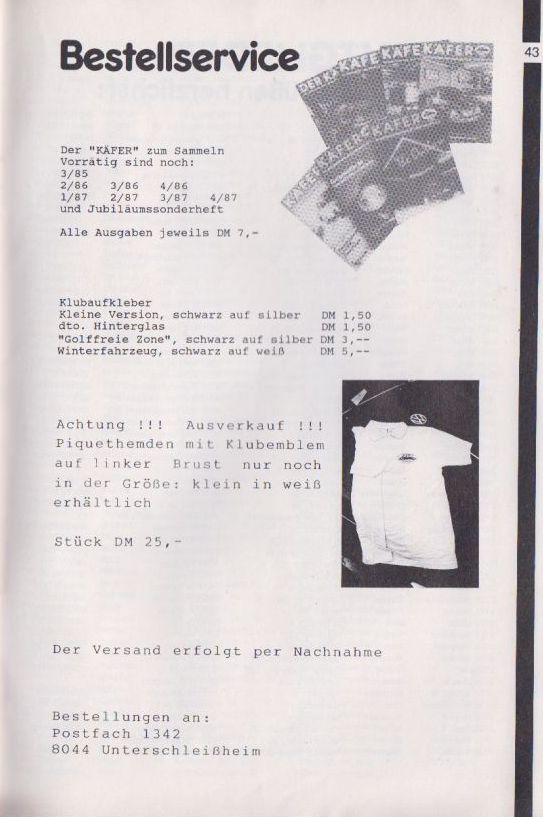 43
Bestellservice
DER KÄFER KÄFER KÄFER
Der "KÄFER" zum Sammeln
Vorrätig sind noch:
3/85
2/86 3/86 4/86
1/87 2/87 3/87 4/87
und Jubiläumssonderheft
Alle Ausgaben jeweils DM 7,-
Klubaufkleber
Kleine Version, schwarz auf silber DM 1,50
dto. Hinterglas DM 1,50
"Golffreie Zone", schwarz auf silber DM 3,--
Winterfahrzeug, schwarz auf weiß DM 5,--
Achtung !!! Ausverkauf !!!
Piquethemden mit Klubemblem
auf linker Brust nur noch
in der Größe: klein in weiß
erhältlich
Stück DM 25,-
Der Versand erfolgt per Nachnahme
Bestellungen an:
Postfach 1342
8044 Unterschleißheim